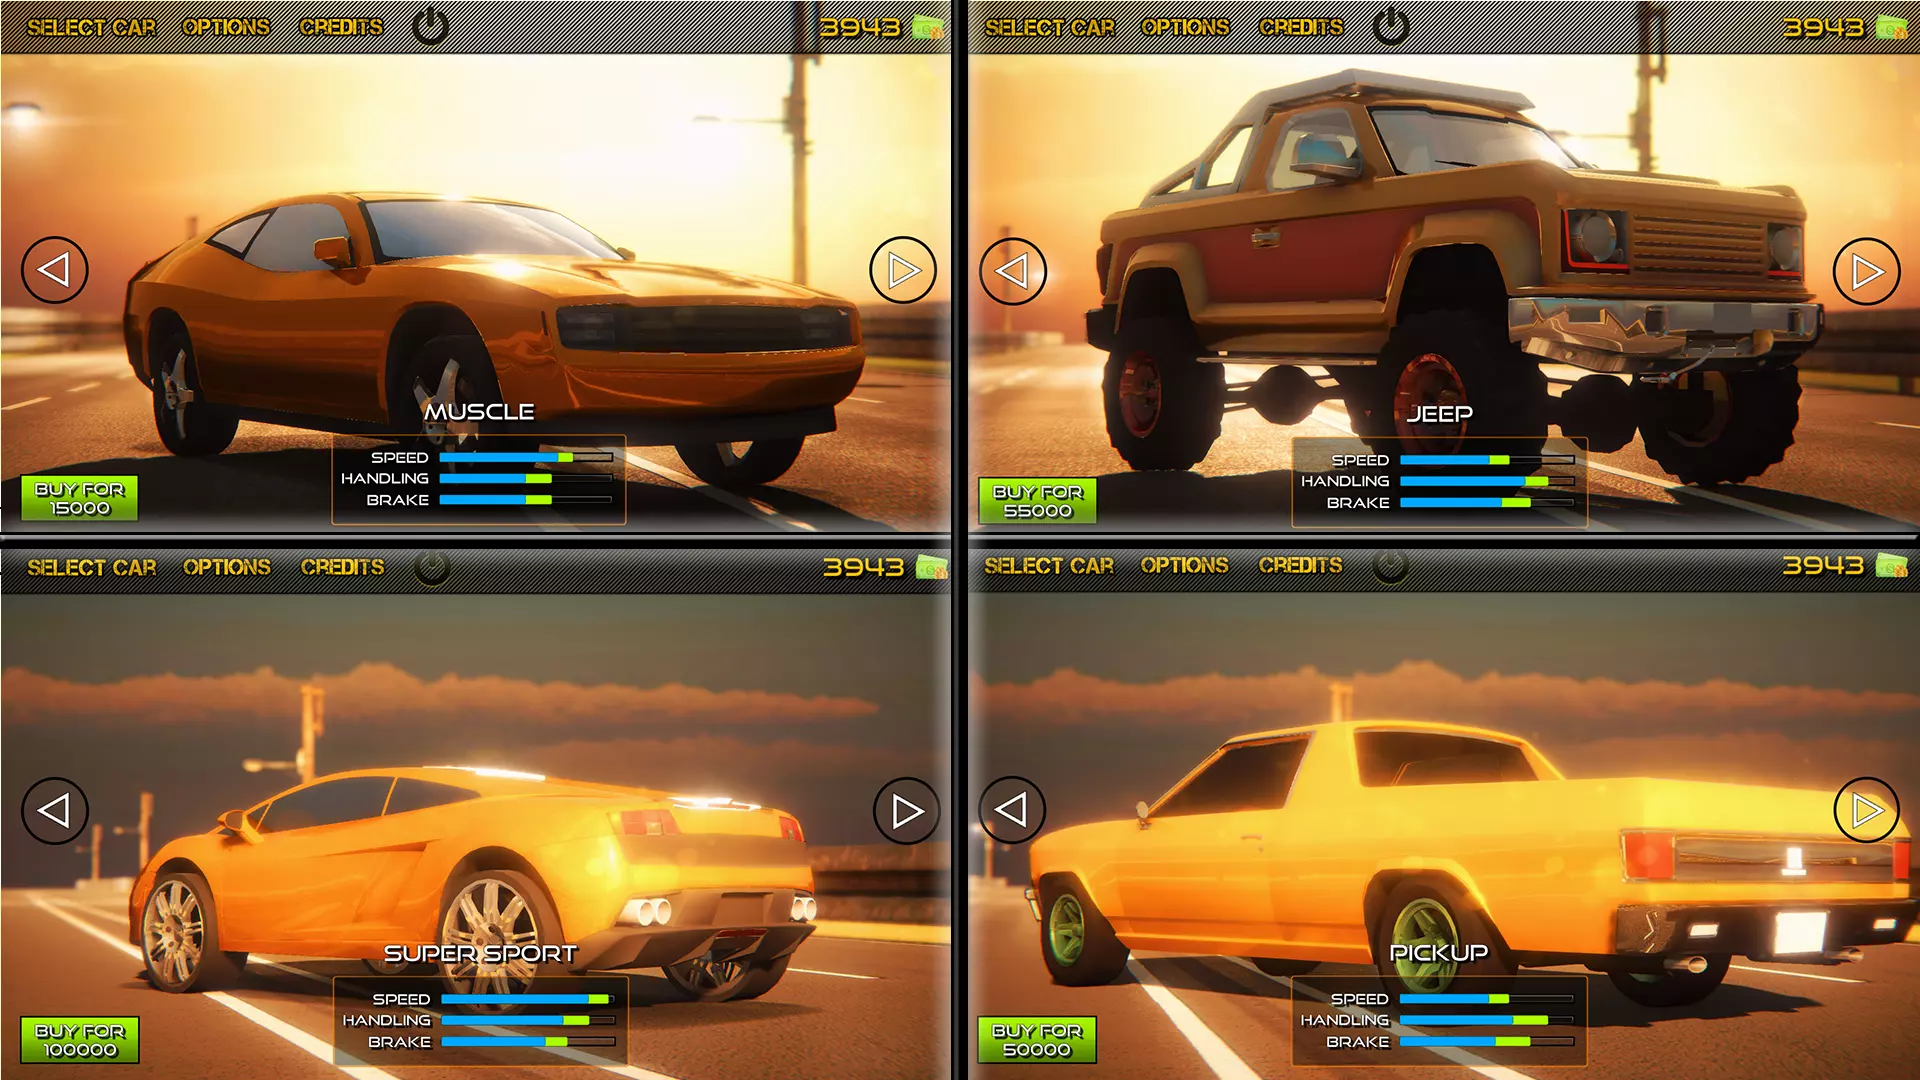 SELECT CAR OPTIONS CREDITS 3943
MUSCLE
SPEED
HANDLING
BRAKE
BUY FOR
15000
SELECT CAR OPTIONS CREDITS 3943
JEEP
SPEED
HANDLING
BRAKE
BUY FOR
55000
SELECT CAR OPTIONS CREDITS 3943
SUPER SPORT
SPEED
HANDLING
BRAKE
BUY FOR
100000
SELECT CAR OPTIONS CREDITS 3943
PICKUP
SPEED
HANDLING
BRAKE
BUY FOR
50000